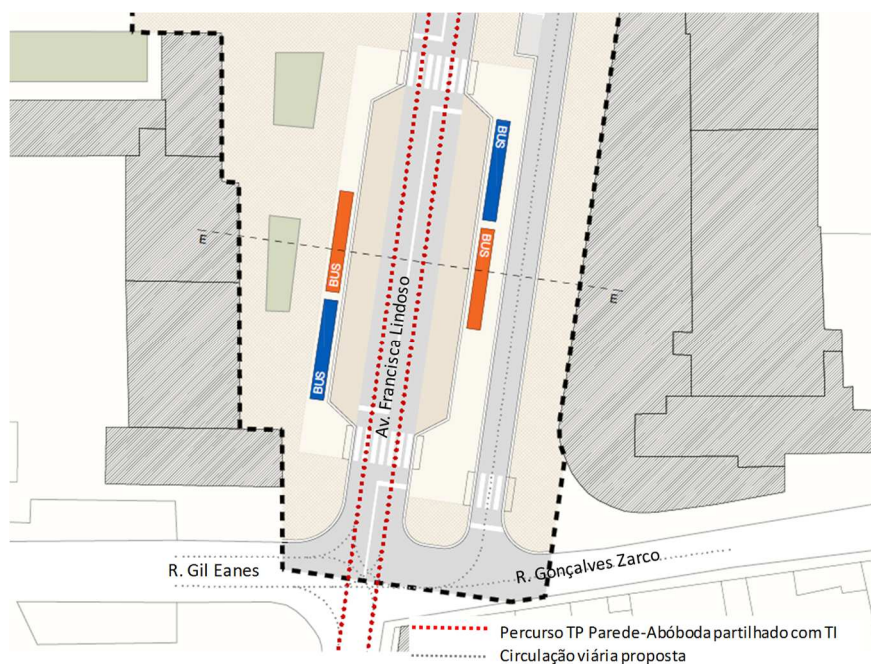 BUS
BUS
E
BUS
BUS
E
Av. Francisca Lindoso
R. Gil Eanes
R. Gonçalves Zarco
Percurso TP Parede-Abóboda partilhado com TI
Circulação viária proposta